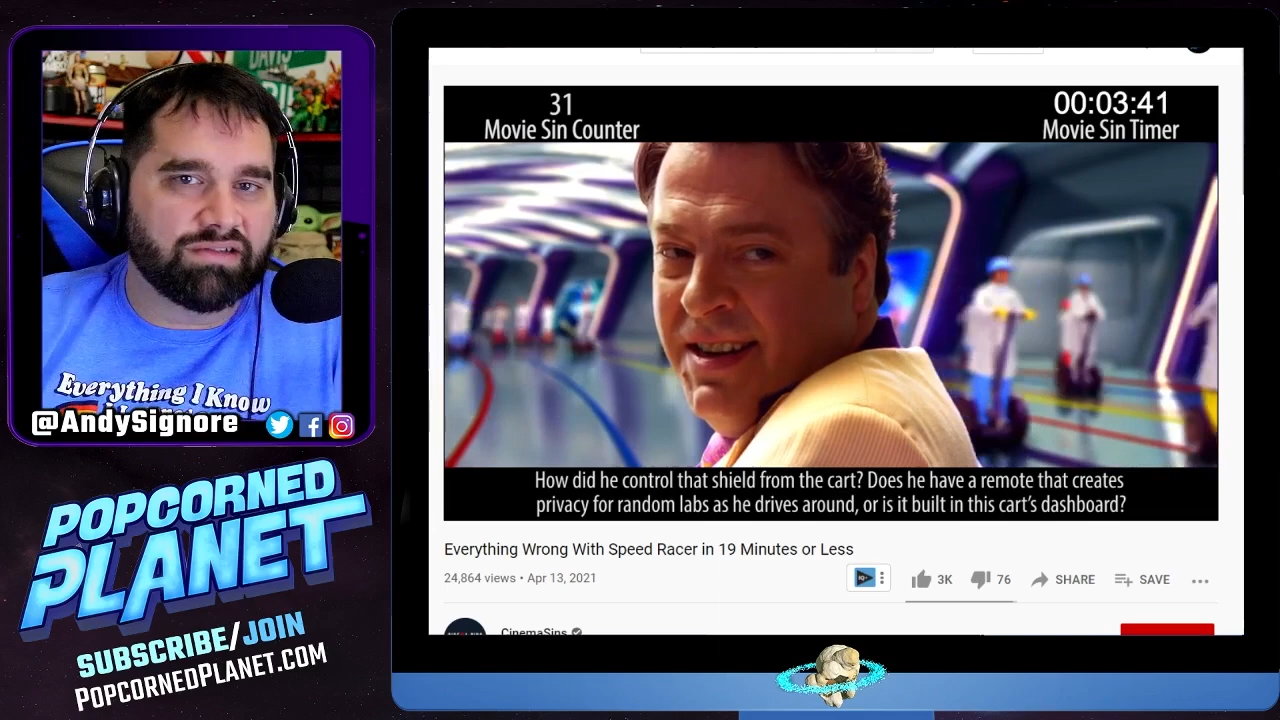 DAVIS
Everything I Know
@AndySignore
POPCORNED
PLANET
SUBSCRIBE/JOIN
POPCORNEDPLANET.COM
31
Movie Sin Counter
00:03:41
Movie Sin Timer
How did he control that shield from the cart? Does he have a remote that creates
privacy for random labs as he drives around, or is it built in this cart's dashboard?
Everything Wrong With Speed Racer in 19 Minutes or Less
24,864 views • Apr 13, 2021
3K
76
SHARE
SAVE
CinemaSins